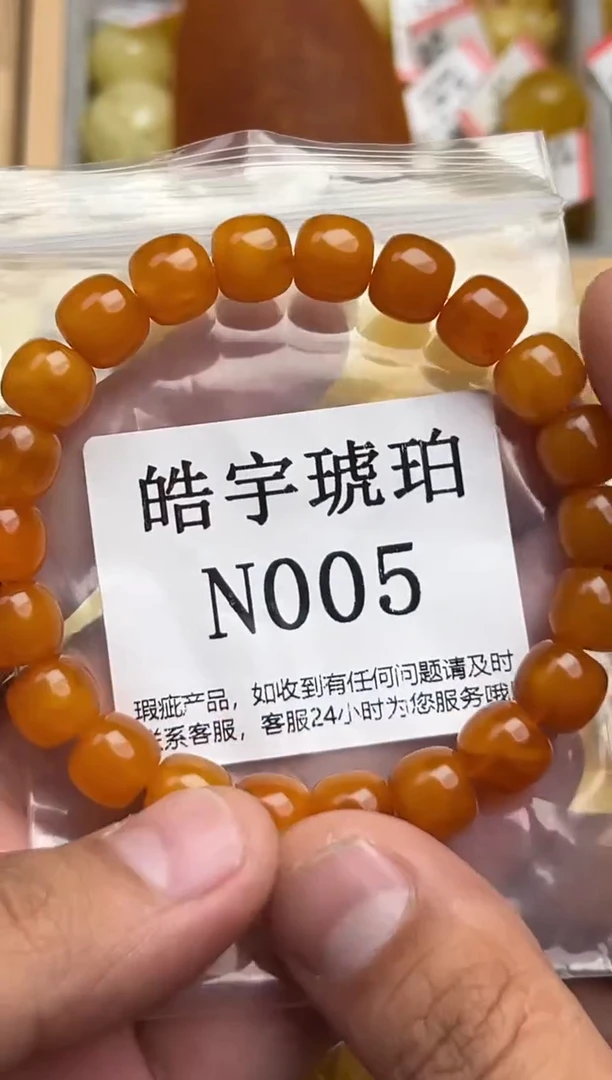 皓宇琥珀
N005
瑕疵产品，如收到有任何问题请及时
系客服，客服24小时为您服务哦